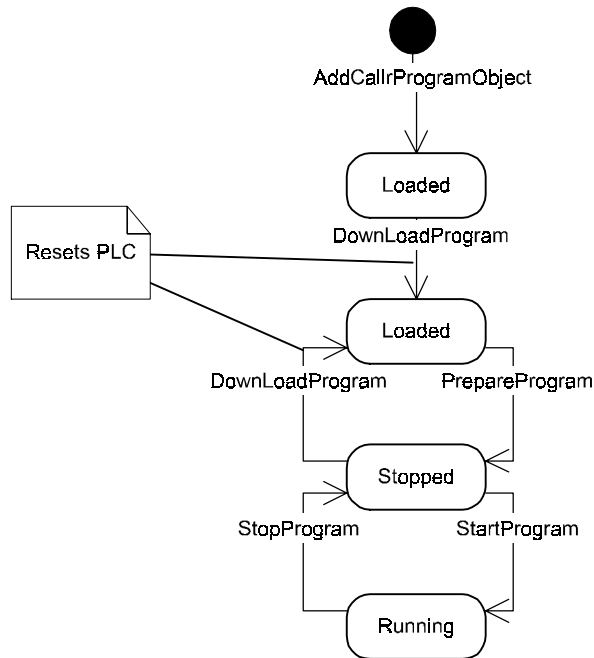 AddCallrProgramObject
Loaded
DownLoadProgram
Resets PLC
Loaded
DownLoadProgram
PrepareProgram
Stopped
StopProgram
StartProgram
Running